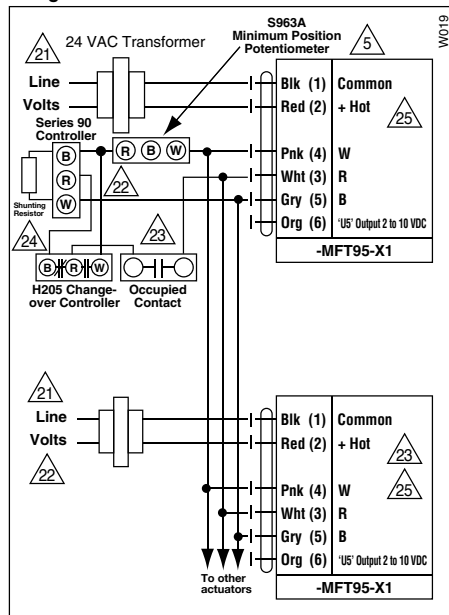 W019
S963A
Minimum Position
Potentiometer
5
21
24 VAC Transformer
Line
Volts
Blk (1) Common
Red (2) + Hot
25
Series 90
Controller
B
R
W
R B W
22
Pnk (4) W
Wht (3) R
Gry (5) B
Org (6) 'U5' Output 2 to 10 VDC
-MFT95-X1
Shunting
Resistor
24
23
B R W
H205 Change-
over Controller
Occupied
Contact
21
Line
Volts
22
Blk (1) Common
Red (2) + Hot
23
25
Pnk (4) W
Wht (3) R
Gry (5) B
Org (6) 'U5' Output 2 to 10 VDC
-MFT95-X1
To other
actuators